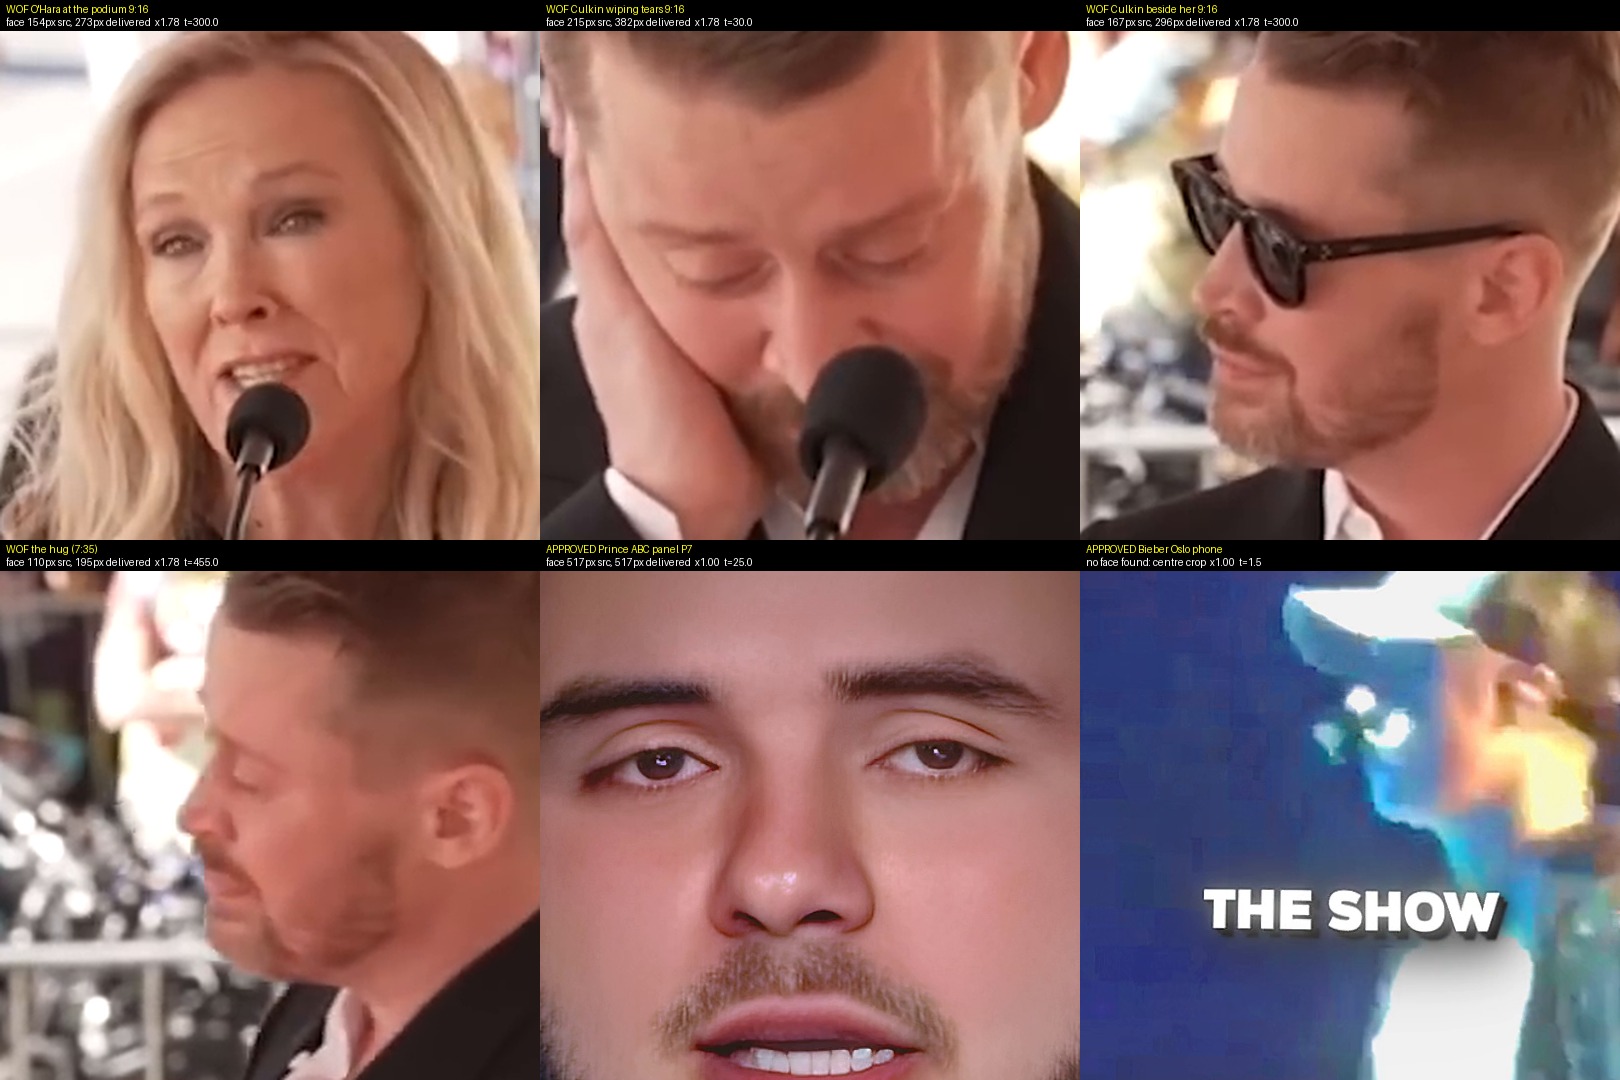 WOF O'Hara at the podium 9:16
face 154px src, 273px delivered x1.78 t=300.0
WOF Culkin wiping tears 9:16
face 215px src, 382px delivered x1.78 t=30.0
WOF Culkin beside her 9:16
face 167px src, 296px delivered x1.78 t=300.0
WOF the hug (7:35)
face 110px src, 195px delivered x1.78 t=455.0
APPROVED Prince ABC panel P7
face 517px src, 517px delivered x1.00 t=25.0
APPROVED Bieber Oslo phone
no face found: centre crop x1.00 t=1.5
THE SHOW